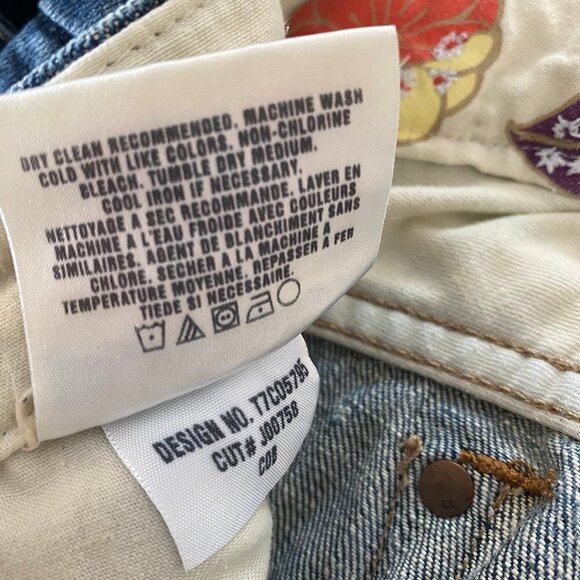 DRY CLEAN RECOMMENDED. MACHINE WASH
COLD WITH LIKE COLORS. NON-CHLORINE
BLEACH. TUMBLE DRY MEDIUM.
COOL IRON IF NECESSARY.
NETTOYAGE A SEC RECOMMANDE. LAVER EN
MACHINE A L'EAU FROIDE AVEC COULEURS
SIMILAIRES. AGENT DE BLANCHIMENT SANS
CHLORE. SECHER A LA MACHINE A
TEMPERATURE MOYENNE. REPASSER A FER
TIEDE SI NECESSAIRE.
DESIGN NO. T7C05795
CUT# J00758